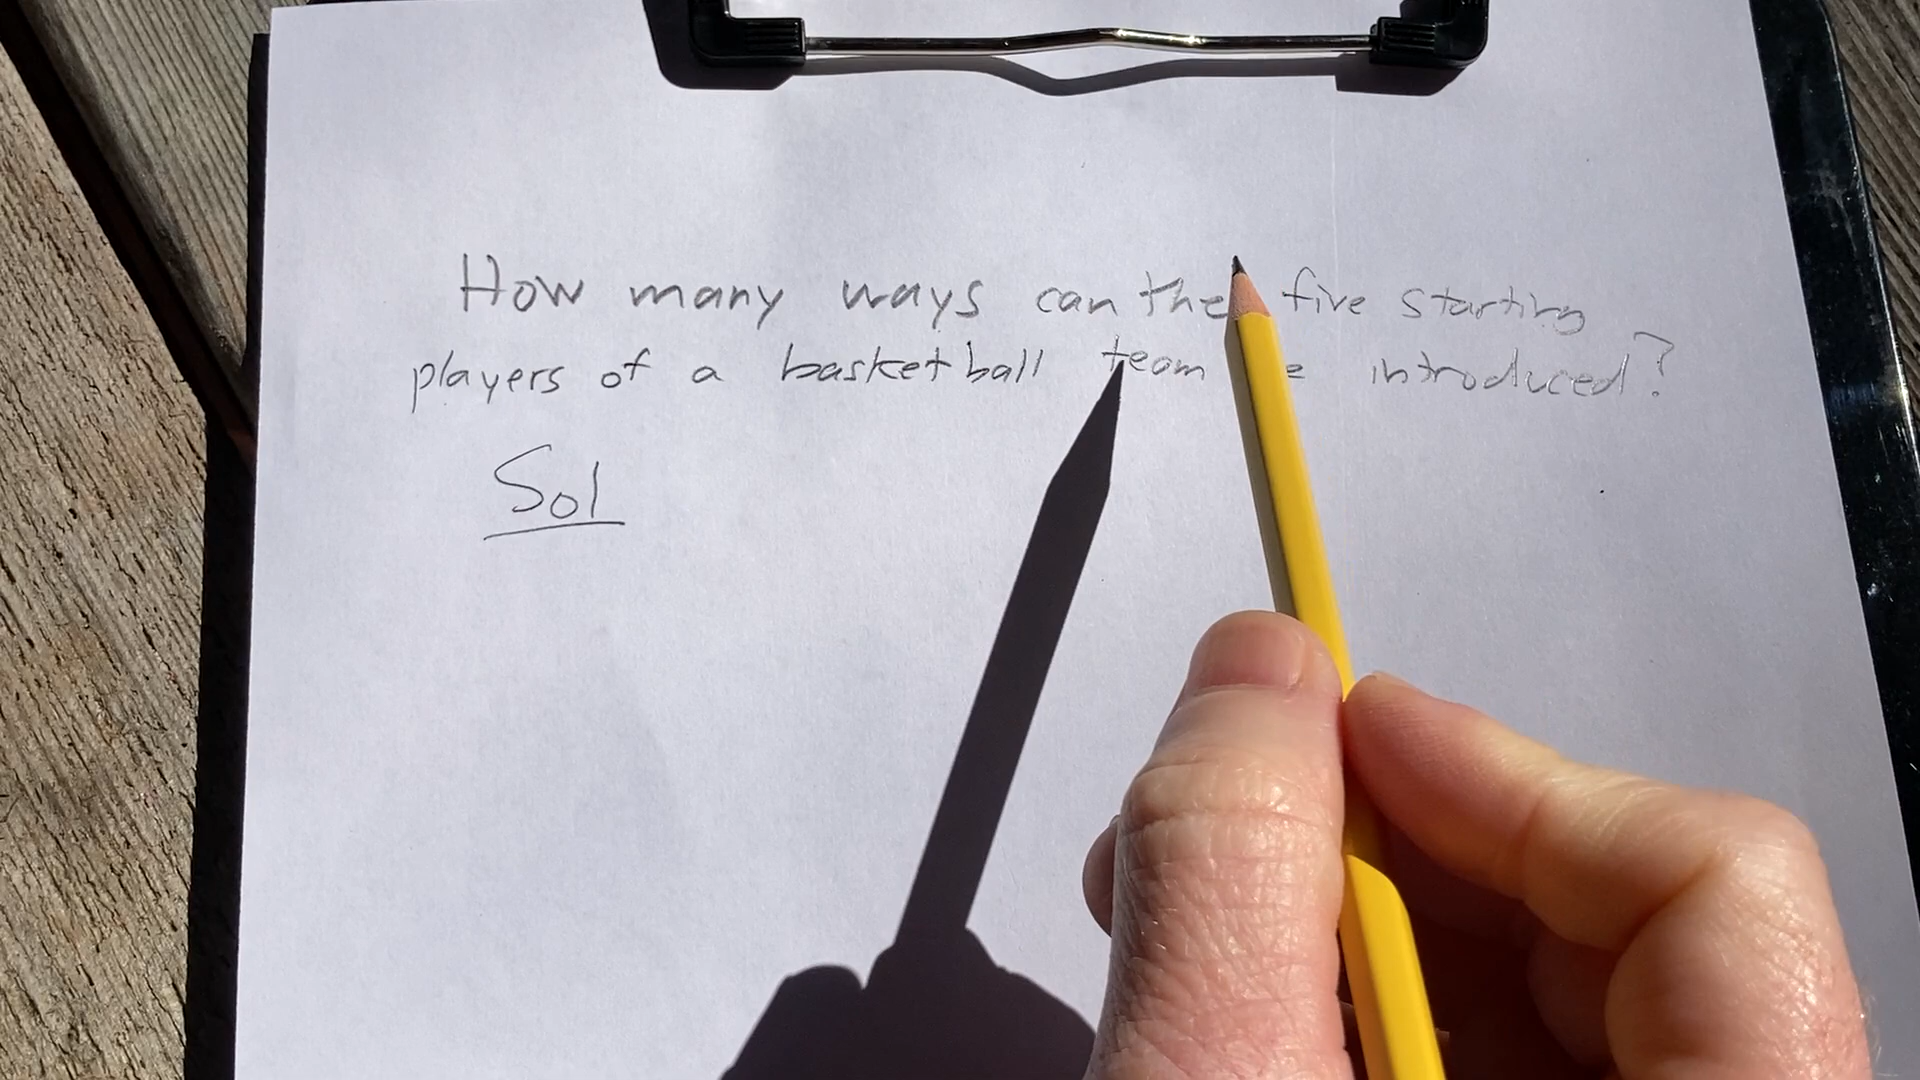 How many ways can the five starting
players of a basketball team introduced?
Sol